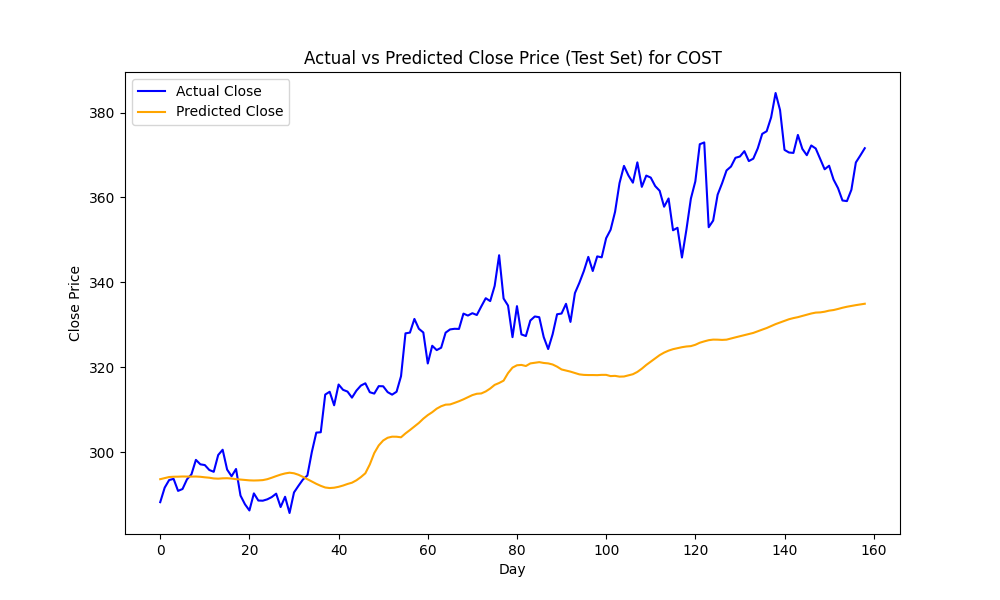 Actual vs Predicted Close Price (Test Set) for COST
Actual Close
Predicted Close
Close Price
380
360
340
320
300
0 20 40 60 80 100 120 140 160
Day